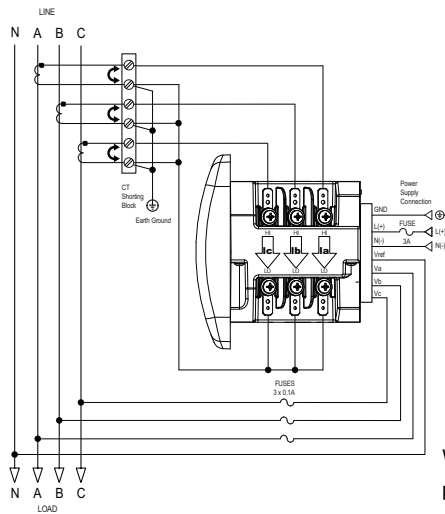 LINE
N A B C
CT
Shorting
Block
Earth Ground
Power
Supply
Connection
GND
L(+)
FUSE
L(+)
N(-)
3A
N(-)
Vref
Va
Vb
Vc
HI HI HI
Ic Ib Ia
LO LO LO
FUSES
3 x 0.1A
N A B C
LOAD